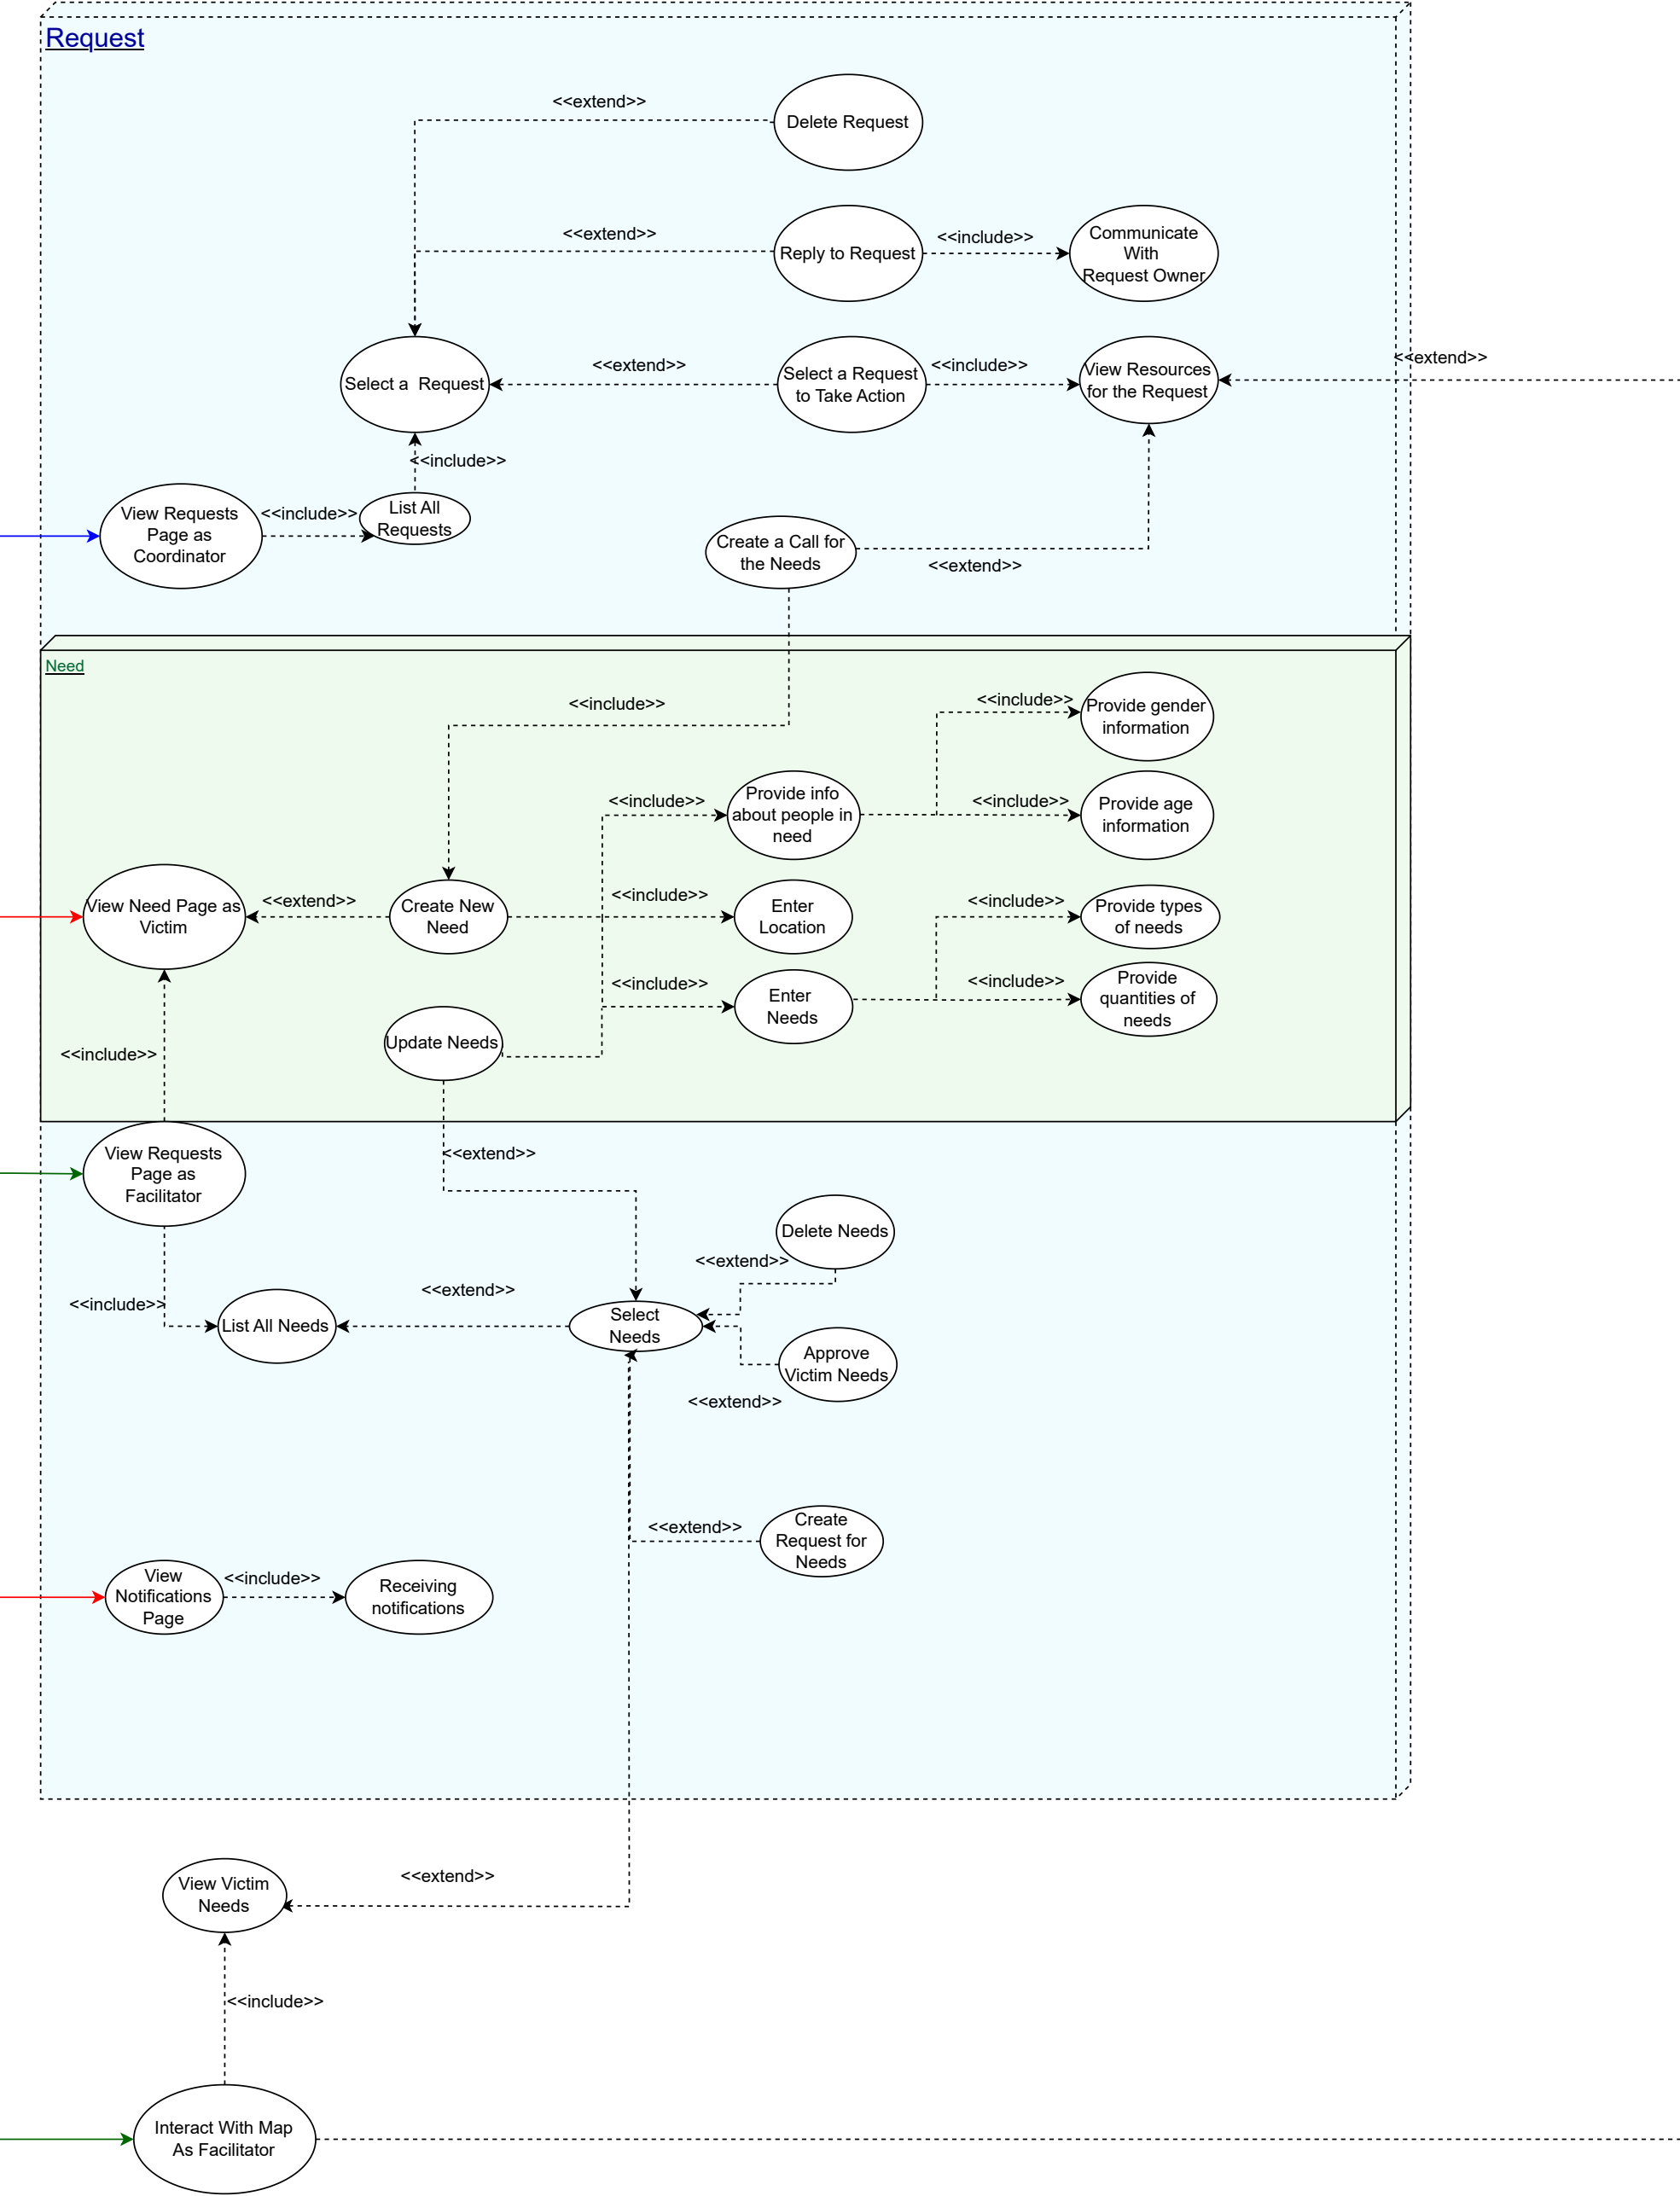 Request
<<extend>>
Delete Request
<<extend>>
Reply to Request
<<include>>
Communicate
With
Request Owner
Select a  Request
<<extend>>
Select a Request
to Take Action
<<include>>
View Resources
for the Request
<<extend>>
<<include>>
View Requests
Page as
Coordinator
<<include>>
List All
Requests
Create a Call for
the Needs
<<extend>>
Need
<<include>>
<<include>>
Provide gender
information
<<include>>
Provide info
about people in
need
<<include>>
Provide age
information
View Need Page as
Victim
<<extend>>
Create New
Need
<<include>>
Enter
Location
<<include>>
Provide types
of needs
<<include>>
Enter
Needs
<<include>>
Provide
quantities of
needs
Update Needs
<<include>>
View Requests
Page as
Facilitator
<<extend>>
Delete Needs
<<extend>>
<<include>>
List All Needs
<<extend>>
Select
Needs
Approve
Victim Needs
<<extend>>
<<extend>>
Create
Request for
Needs
View
Notifications
Page
<<include>>
Receiving
notifications
View Victim
Needs
<<extend>>
<<include>>
Interact With Map
As Facilitator